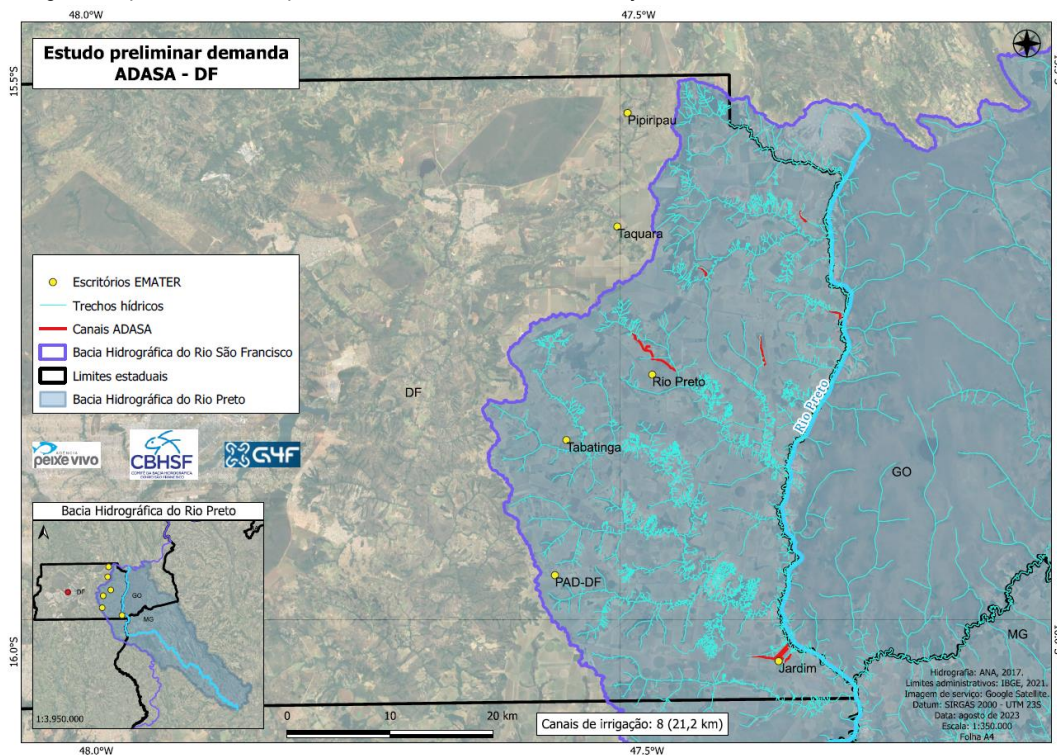 48.0°W
47.5°W
Estudo preliminar demanda
ADASA - DF
15.5°S
Pipiripau
Taquara
Escritórios EMATER
Trechos hídricos
Canais ADASA
Bacia Hidrográfica do Rio São Francisco
Limites estaduais
Bacia Hidrográfica do Rio Preto
DF
Rio Preto
Rio Preto
Tabatinga
GO
AGÊNCIA
peixe vivo
CBHSF
G4F
Bacia Hidrográfica do Rio Preto
DF
GO
MG
1:3.950.000
PAD-DF
16.0°S
MG
Jardim
Hidrografia: ANA, 2017.
Limites administrativos: IBGE, 2021.
Imagem de serviço: Google Satellite.
Datum: SIRGAS 2000 - UTM 23S
Data: agosto de 2023
Escala: 1:350.000
Folha A4
0 10 20 km
Canais de irrigação: 8 (21,2 km)
48.0°W
47.5°W